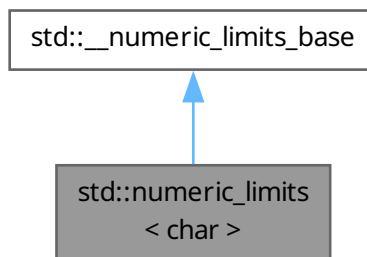 std::__numeric_limits_base
std::numeric_limits
< char >